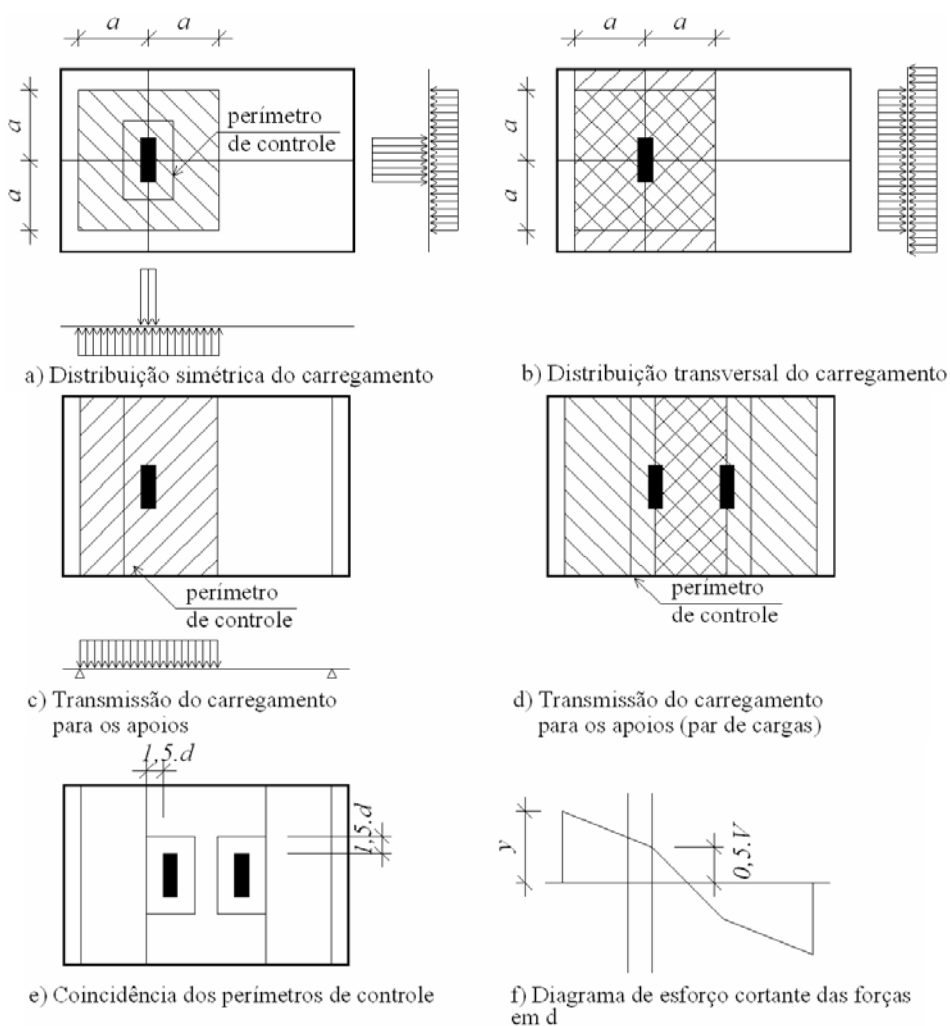 a
a
a
a
perímetro
de controle
a) Distribuição simétrica do carregamento
a
a
a
a
b) Distribuição transversal do carregamento
perímetro
de controle
c) Transmissão do carregamento
para os apoios
perímetro
de controle
d) Transmissão do carregamento
para os apoios (par de cargas)
1,5.d
1,5.d
e) Coincidência dos perímetros de controle
y
0,5.V
f) Diagrama de esforço cortante das forças
em d